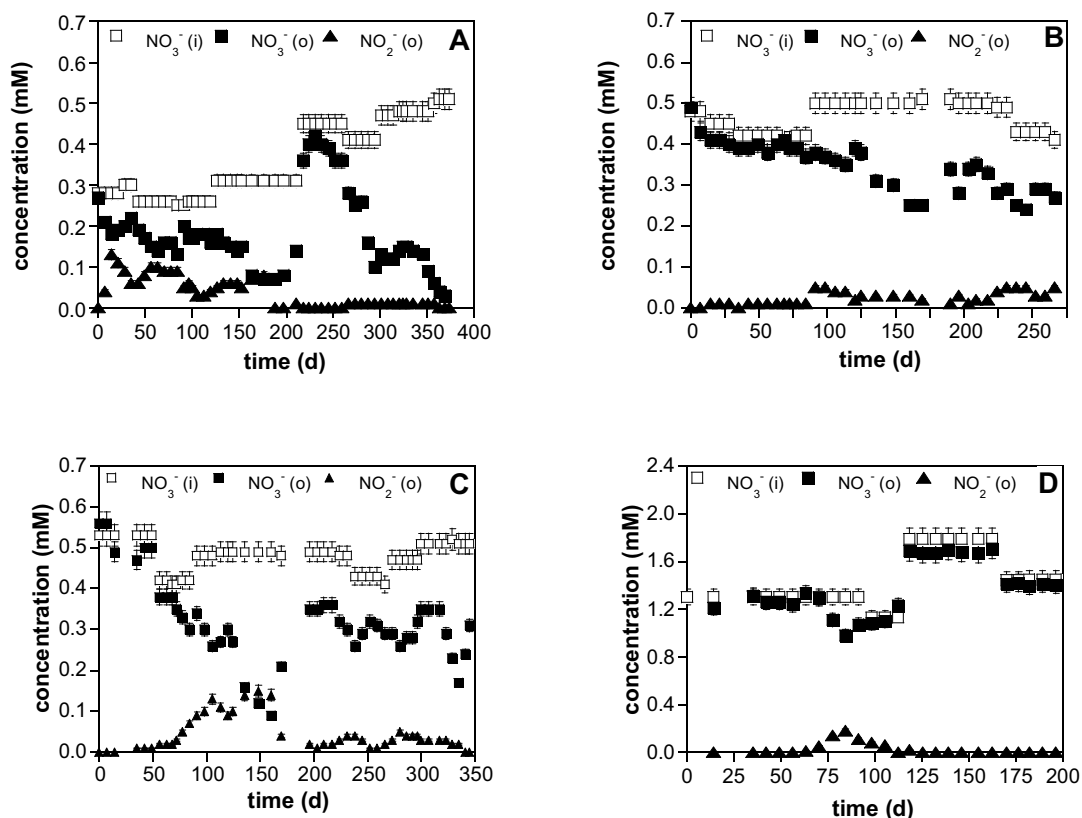 NO₃⁻ (i) NO₃⁻ (o) NO₂⁻ (o) A
concentration (mM)
0.7
0.6
0.5
0.4
0.3
0.2
0.1
0.0
0 50 100 150 200 250 300 350 400
time (d)
NO₃⁻ (i) NO₃⁻ (o) NO₂⁻ (o) B
concentration (mM)
0.7
0.6
0.5
0.4
0.3
0.2
0.1
0.0
0 50 100 150 200 250
time (d)
NO₃⁻ (i) NO₃⁻ (o) NO₂⁻ (o) C
concentration (mM)
0.7
0.6
0.5
0.4
0.3
0.2
0.1
0.0
0 50 100 150 200 250 300 350
time (d)
NO₃⁻ (i) NO₃⁻ (o) NO₂⁻ (o) D
concentration (mM)
2.4
2.0
1.6
1.2
0.8
0.4
0.0
0 25 50 75 100 125 150 175 200
time (d)